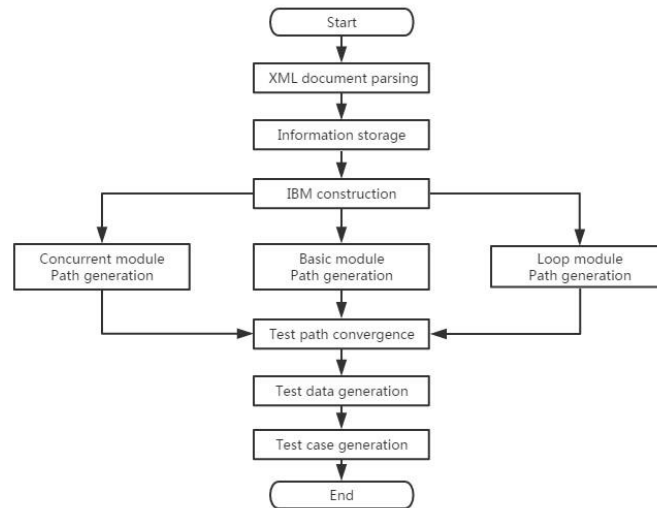 Start
XML document parsing
Information storage
IBM construction
Concurrent module
Path generation
Basic module
Path generation
Loop module
Path generation
Test path convergence
Test data generation
Test case generation
End